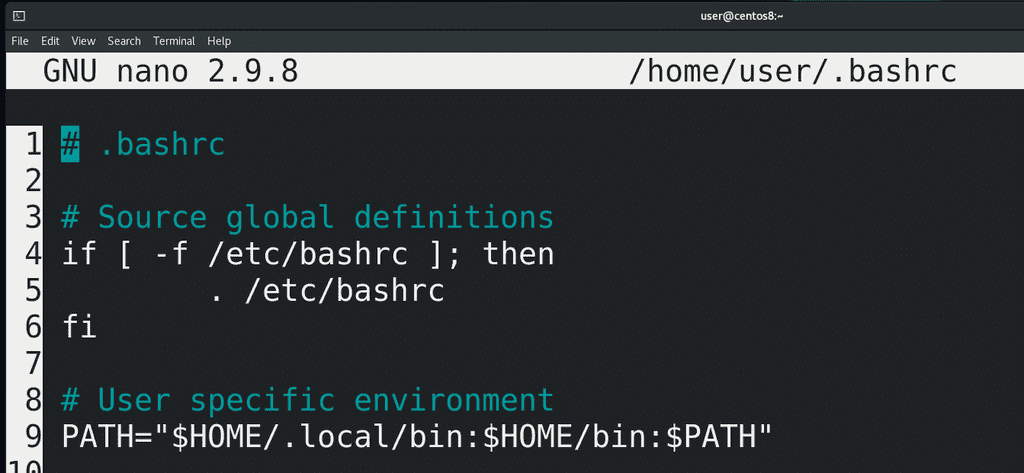 user@centos8:~
File Edit View Search Terminal Help
GNU nano 2.9.8 /home/user/.bashrc
1 # .bashrc
2
3 # Source global definitions
4 if [ -f /etc/bashrc ]; then
5         . /etc/bashrc
6 fi
7
8 # User specific environment
9 PATH="$HOME/.local/bin:$HOME/bin:$PATH"
10